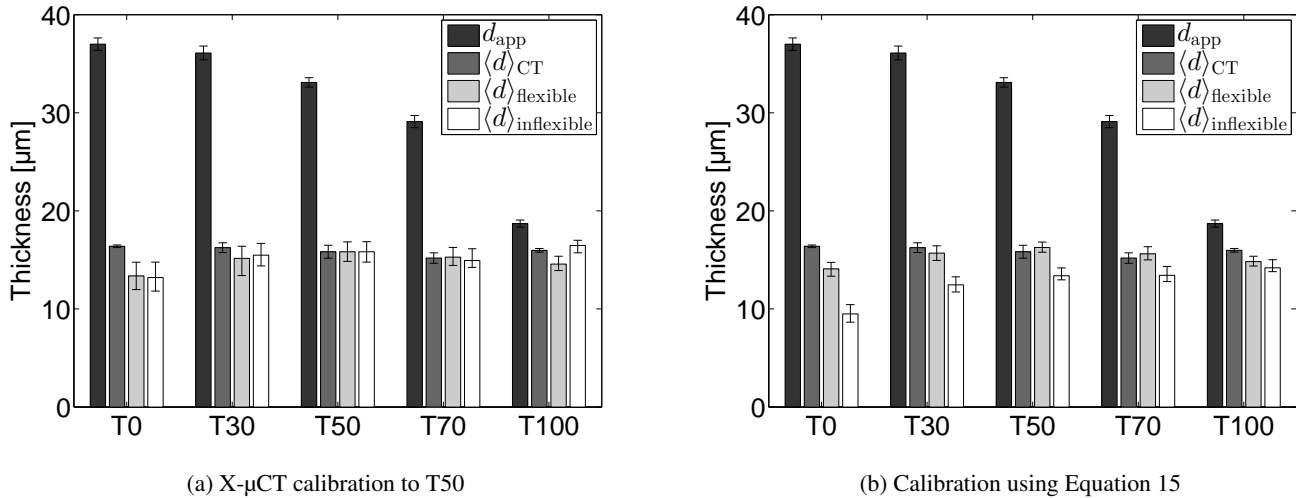 40
30
20
10
0
Thickness [µm]
d_app
⟨d⟩_CT
⟨d⟩_flexible
⟨d⟩_inflexible
T0 T30 T50 T70 T100
(a) X-µCT calibration to T50
40
30
20
10
0
Thickness [µm]
d_app
⟨d⟩_CT
⟨d⟩_flexible
⟨d⟩_inflexible
T0 T30 T50 T70 T100
(b) Calibration using Equation 15